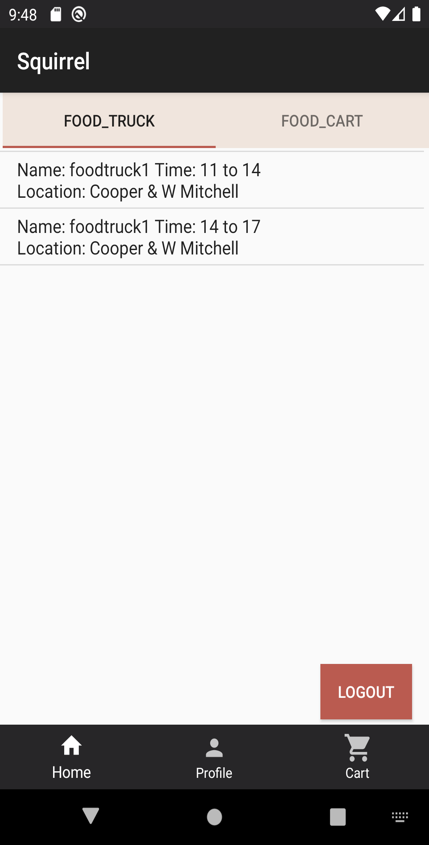 9:48
Squirrel
FOOD_TRUCK
FOOD_CART
Name: foodtruck1 Time: 11 to 14
Location: Cooper & W Mitchell
Name: foodtruck1 Time: 14 to 17
Location: Cooper & W Mitchell
LOGOUT
Home
Profile
Cart